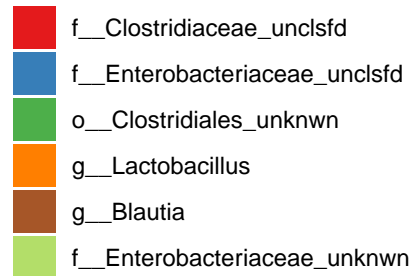 f__Clostridiaceae_unclsfd
f__Enterobacteriaceae_unclsfd
o__Clostridiales_unknwn
g__Lactobacillus
g__Blautia
f__Enterobacteriaceae_unknwn